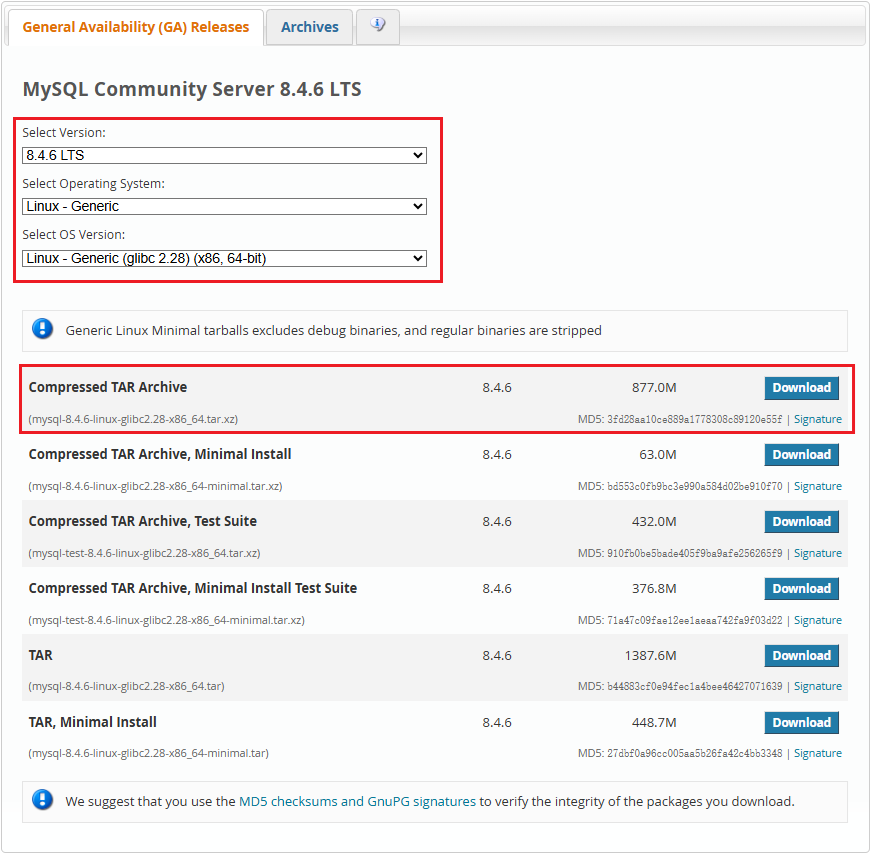 General Availability (GA) Releases
Archives
MySQL Community Server 8.4.6 LTS
Select Version:
8.4.6 LTS
Select Operating System:
Linux - Generic
Select OS Version:
Linux - Generic (glibc 2.28) (x86, 64-bit)
Generic Linux Minimal tarballs excludes debug binaries, and regular binaries are stripped
Compressed TAR Archive 8.4.6 877.0M Download
(mysql-8.4.6-linux-glibc2.28-x86_64.tar.xz) MD5: 3fd28aa10ce889a1778308c89120e55f | Signature
Compressed TAR Archive, Minimal Install 8.4.6 63.0M Download
(mysql-8.4.6-linux-glibc2.28-x86_64-minimal.tar.xz) MD5: bd553c0fb9bc3e990a584d02be910f70 | Signature
Compressed TAR Archive, Test Suite 8.4.6 432.0M Download
(mysql-test-8.4.6-linux-glibc2.28-x86_64.tar.xz) MD5: 910fb0be5bade405f9ba9afe256265f9 | Signature
Compressed TAR Archive, Minimal Install Test Suite 8.4.6 376.8M Download
(mysql-test-8.4.6-linux-glibc2.28-x86_64-minimal.tar.xz) MD5: 71a47c09fae12ee1aeaa742fa9f03d22 | Signature
TAR 8.4.6 1387.6M Download
(mysql-8.4.6-linux-glibc2.28-x86_64.tar) MD5: b44883cf0e94fec1a4bee46427071639 | Signature
TAR, Minimal Install 8.4.6 448.7M Download
(mysql-8.4.6-linux-glibc2.28-x86_64-minimal.tar) MD5: 27dbf0a96cc005aa5b26fa42c4bb3348 | Signature
We suggest that you use the MD5 checksums and GnuPG signatures to verify the integrity of the packages you download.